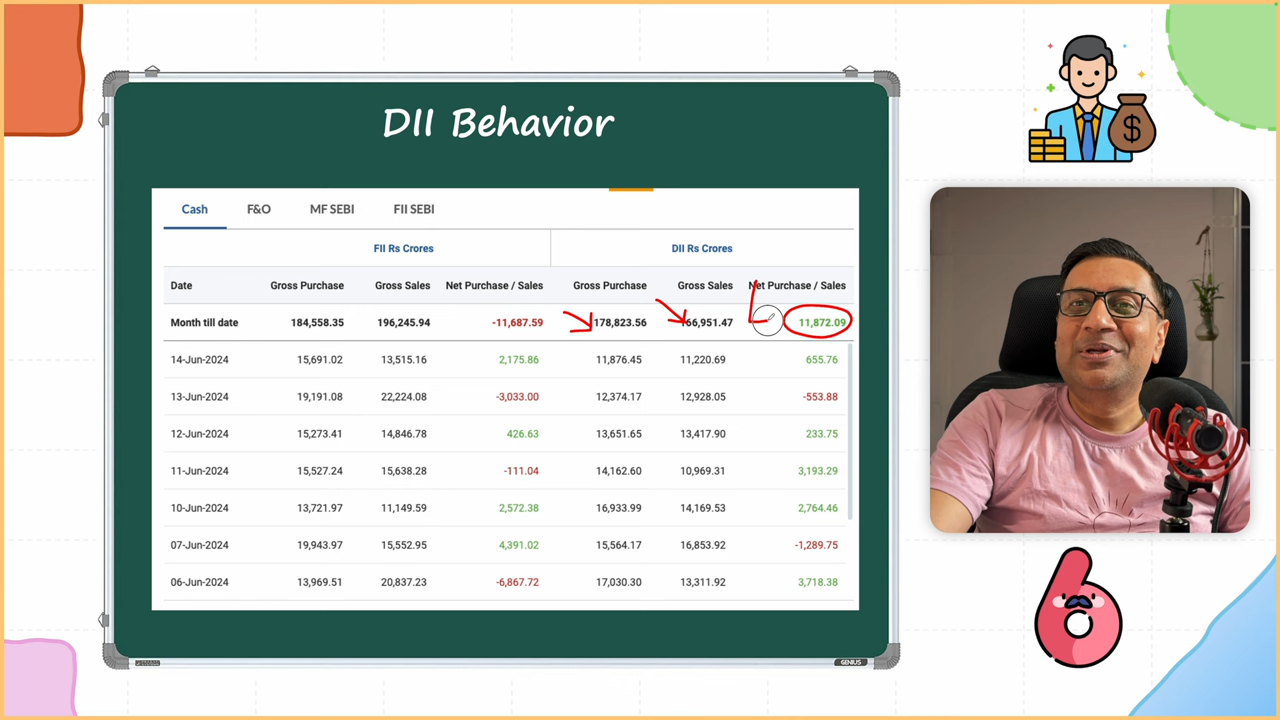 DII Behavior
Cash F&O MF SEBI FII SEBI
FII Rs Crores DII Rs Crores
Date Gross Purchase Gross Sales Net Purchase / Sales Gross Purchase Gross Sales Net Purchase / Sales
Month till date 184,558.35 196,245.94 -11,687.59 178,823.56 66,951.47 11,872.09
14-Jun-2024 15,691.02 13,515.16 2,175.86 11,876.45 11,220.69 655.76
13-Jun-2024 19,191.08 22,224.08 -3,033.00 12,374.17 12,928.05 -553.88
12-Jun-2024 15,273.41 14,846.78 426.63 13,651.65 13,417.90 233.75
11-Jun-2024 15,527.24 15,638.28 -111.04 14,162.60 10,969.31 3,193.29
10-Jun-2024 13,721.97 11,149.59 2,572.38 16,933.99 14,169.53 2,764.46
07-Jun-2024 19,943.97 15,552.95 4,391.02 15,564.17 16,853.92 -1,289.75
06-Jun-2024 13,969.51 20,837.23 -6,867.72 17,030.30 13,311.92 3,718.38
GENIUS
$
6